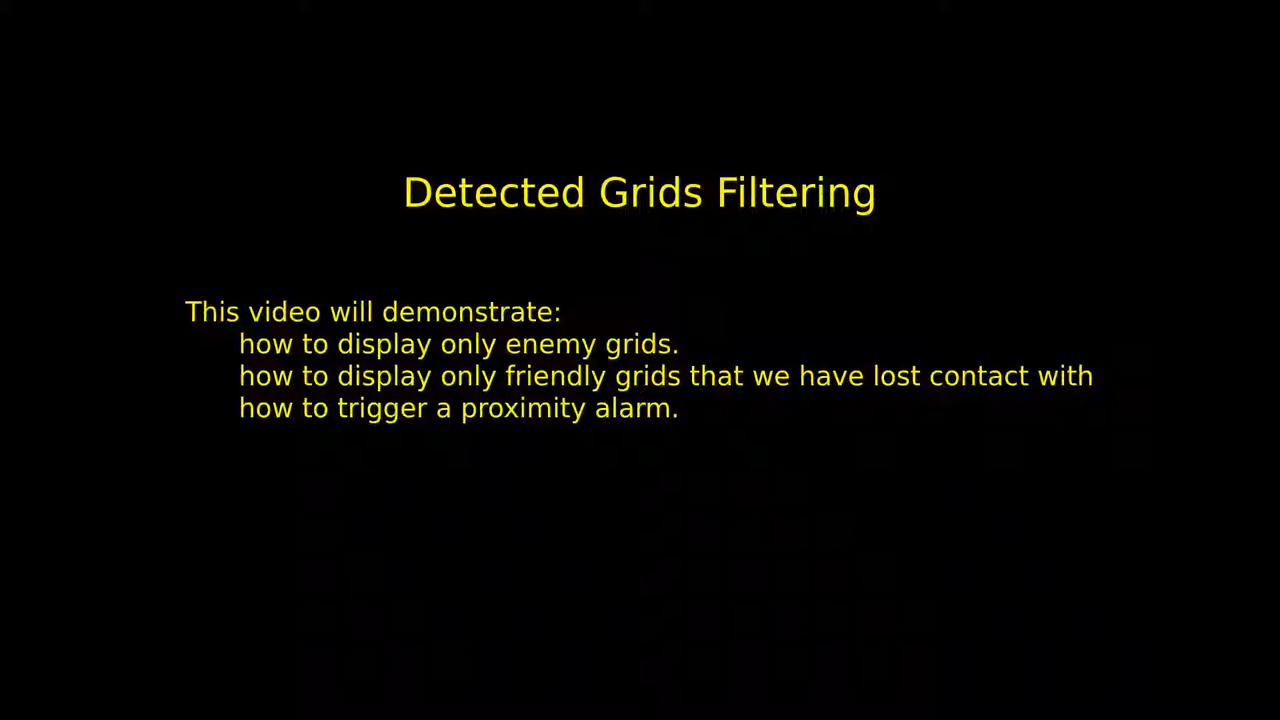 Detected Grids Filtering
This video will demonstrate:
how to display only enemy grids.
how to display only friendly grids that we have lost contact with
how to trigger a proximity alarm.